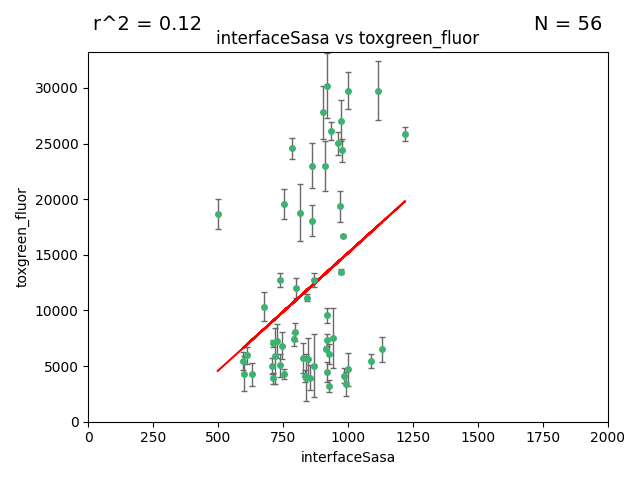 r^2 = 0.12
N = 56
interfaceSasa vs toxgreen_fluor
toxgreen_fluor
30000
25000
20000
15000
10000
5000
0
0 250 500 750 1000 1250 1500 1750 2000
interfaceSasa